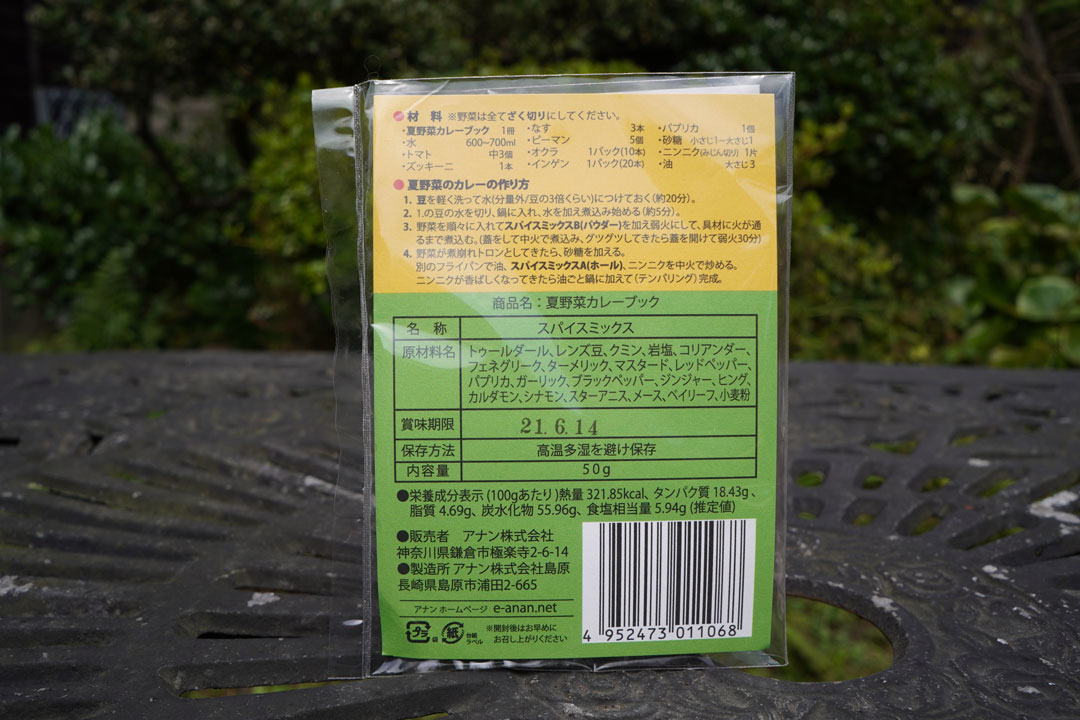 材 料 ※野菜は全てざく切りにしてください。
・夏野菜カレーブック 1冊 ・なす 3本 ・パプリカ 1個
・水 600~700ml ・ピーマン 5個 ・砂糖 小さじ1~大さじ1
・トマト 中3個 ・オクラ 1パック(10本) ・ニンニク(みじん切り) 1片
・ズッキーニ 1本 ・インゲン 1パック(20本) ・油 大さじ3
夏野菜のカレーの作り方
1. 豆を軽く洗って水(分量外/豆の3倍くらい)につけておく(約20分)。
2. 1.の豆の水を切り、鍋に入れ、水を加え煮込み始める(約5分)。
3. 野菜を順々に入れてスパイスミックスB(パウダー)を加え弱火にして、具材に火が通
るまで煮込む。(蓋をして中火で煮込み、グツグツしてきたら蓋を開けて弱火30分)
4. 野菜が煮崩れトロンとしてきたら、砂糖を加える。
別のフライパンで油、スパイスミックスA(ホール)、ニンニクを中火で炒める。
ニンニクが香ばしくなってきたら油ごと鍋に加えて(テンパリング)完成。
商品名:夏野菜カレーブック
名 称 スパイスミックス
原材料名 トゥールダール、レンズ豆、クミン、岩塩、コリアンダー、
フェネグリーク、ターメリック、マスタード、レッドペッパー、
パプリカ、ガーリック、ブラックペッパー、ジンジャー、ヒング、
カルダモン、シナモン、スターアニス、メース、ベイリーフ、小麦粉
賞味期限 21.6.14
保存方法 高温多湿を避け保存
内容量 50g
●栄養成分表示(100gあたり)熱量 321.85kcal、タンパク質 18.43g、
脂質 4.69g、炭水化物 55.96g、食塩相当量 5.94g (推定値)
●販売者 アナン株式会社
神奈川県鎌倉市極楽寺2-6-14
●製造所 アナン株式会社島原
長崎県島原市浦田2-665
アナン ホームページ e-anan.net
プラ 袋 紙 台紙 ラベル ※開封後はお早めに
お召し上がりください
4 952473 011068